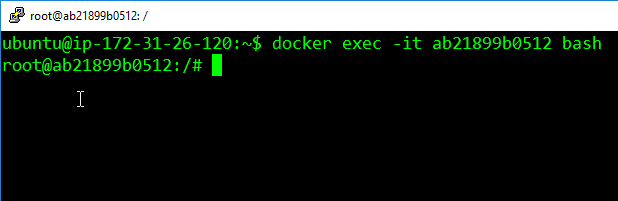 root@ab21899b0512: /
ubuntu@ip-172-31-26-120:~$ docker exec -it ab21899b0512 bash
root@ab21899b0512:/#